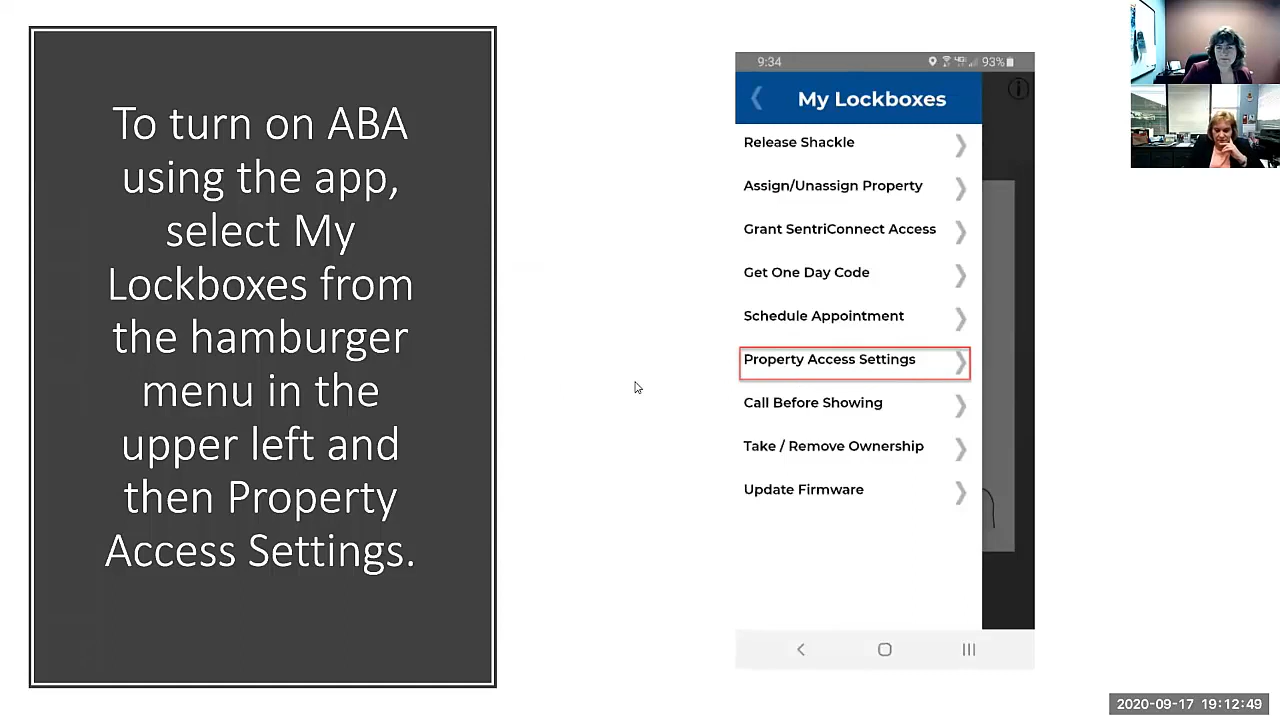 To turn on ABA
using the app,
select My
Lockboxes from
the hamburger
menu in the
upper left and
then Property
Access Settings.
9:34
93%
My Lockboxes
Release Shackle
Assign/Unassign Property
Grant SentriConnect Access
Get One Day Code
Schedule Appointment
Property Access Settings
Call Before Showing
Take / Remove Ownership
Update Firmware
2020-09-17 19:12:49